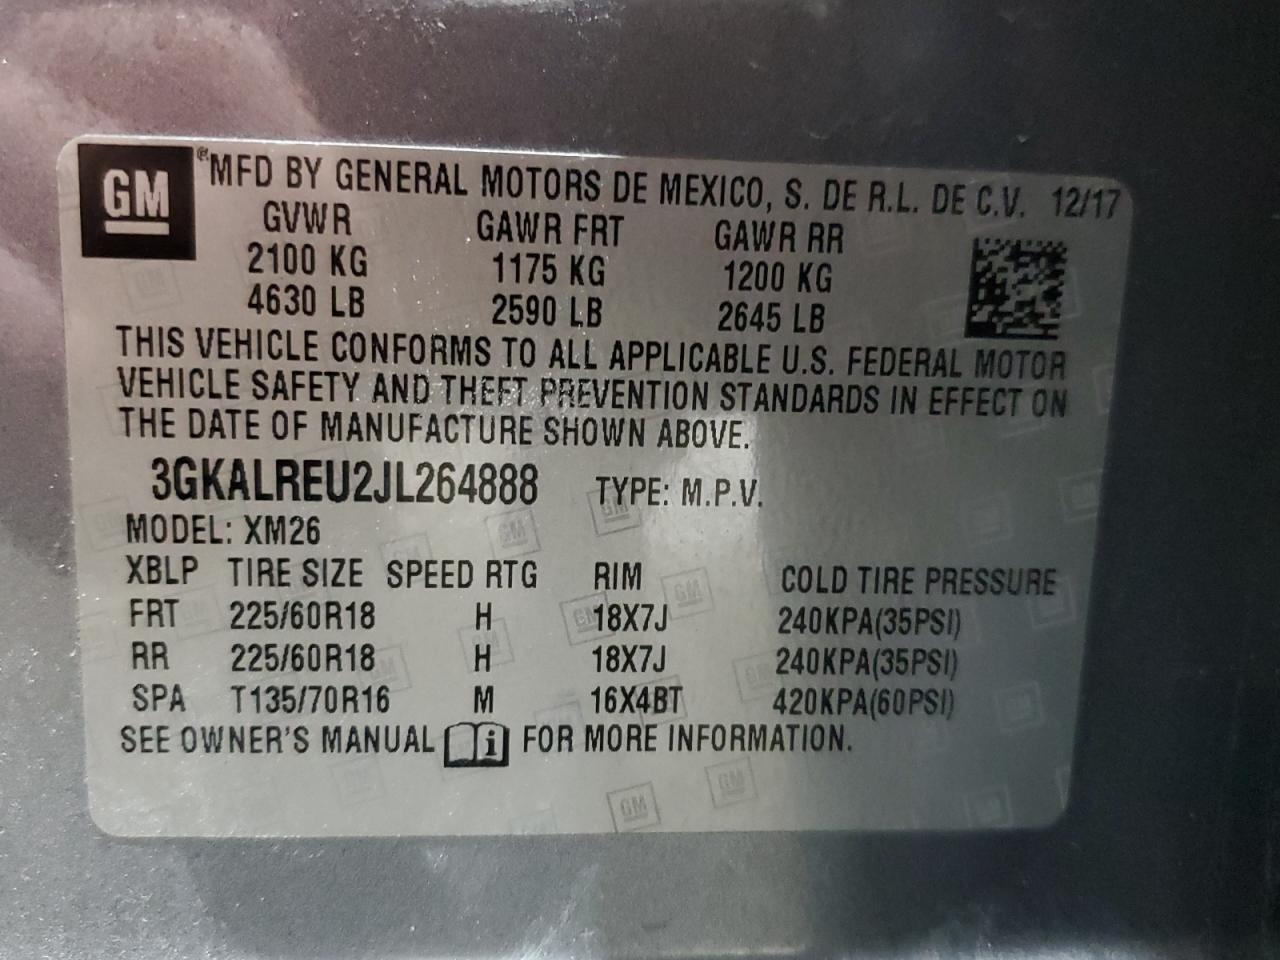 GM ®MFD BY GENERAL MOTORS DE MEXICO, S. DE R.L. DE C.V. 12/17
GVWR GAWR FRT GAWR RR
2100 KG 1175 KG 1200 KG
4630 LB 2590 LB 2645 LB
THIS VEHICLE CONFORMS TO ALL APPLICABLE U.S. FEDERAL MOTOR
VEHICLE SAFETY AND THEFT PREVENTION STANDARDS IN EFFECT ON
THE DATE OF MANUFACTURE SHOWN ABOVE.
3GKALREU2JL264888 TYPE: M.P.V.
MODEL: XM26
XBLP TIRE SIZE SPEED RTG RIM COLD TIRE PRESSURE
FRT 225/60R18 H 18X7J 240KPA(35PSI)
RR 225/60R18 H 18X7J 240KPA(35PSI)
SPA T135/70R16 M 16X4BT 420KPA(60PSI)
SEE OWNER'S MANUAL i FOR MORE INFORMATION.